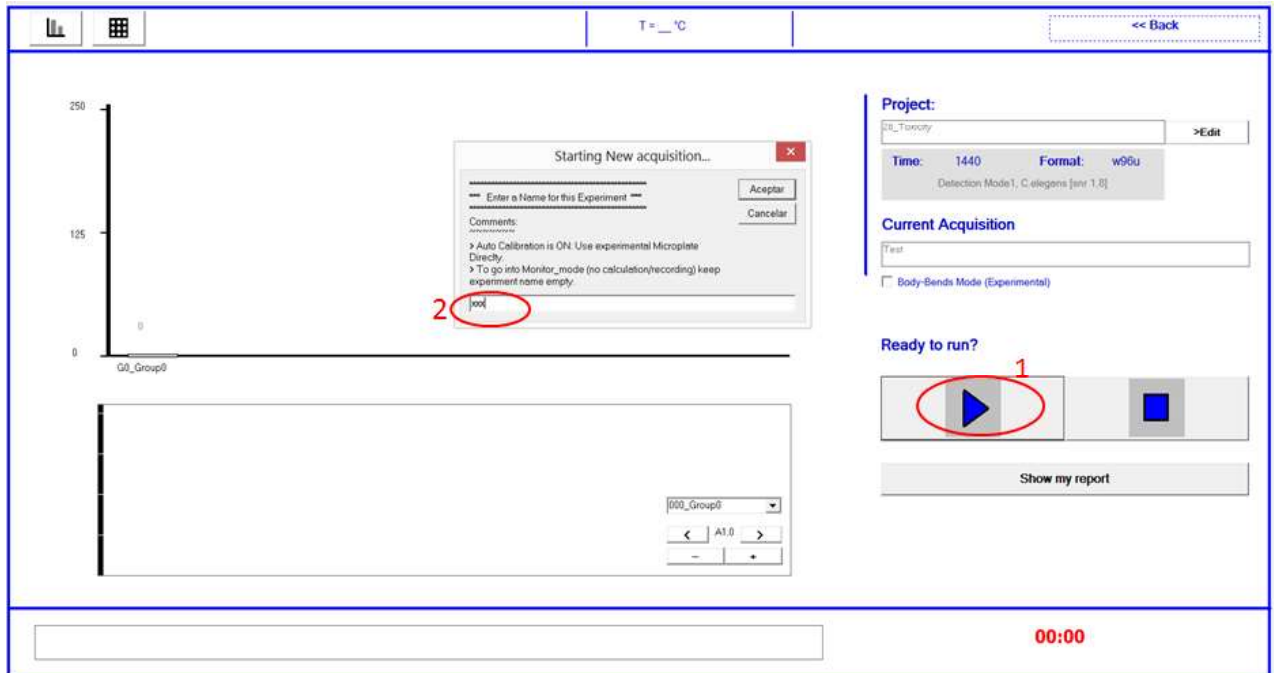 T = __ °C
<< Back
250
125
0
0
G0_Group0
Starting New acquisition...
*** Enter a Name for this Experiment ***
Comments:
> Auto Calibration is ON: Use experimental Microplate
Directly.
> To go into Monitor_mode (no calculation/recording) keep
experiment name empty.
xxx
2
Aceptar
Cancelar
000_Group0
< A1,0 >
- +
Project:
>Edit
Time: 1440 Format: w96u
Detection Mode1, C.elegans [snr 1,8]
Current Acquisition
Test
Body-Bends Mode (Experimental)
Ready to run?
1
Show my report
00:00